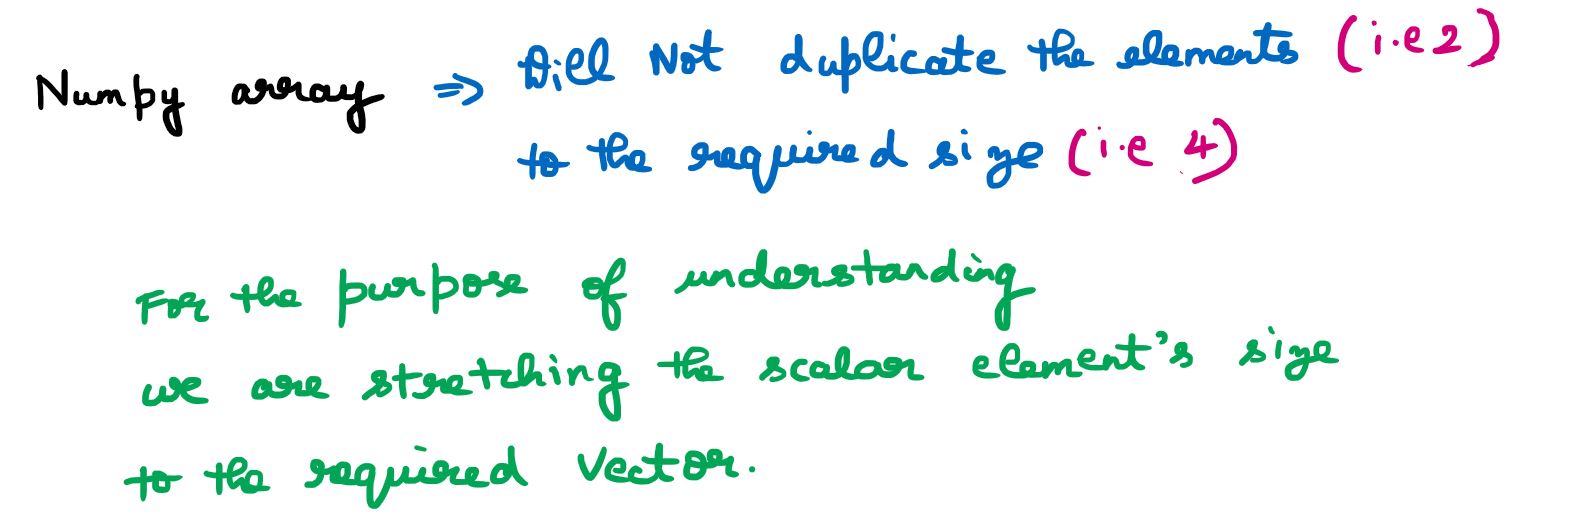 Numpy array ⇒ Will Not duplicate the elements (i.e 2)
to the required size (i.e 4)
For the purpose of understanding
we are stretching the scalar element's size
to the required vector.